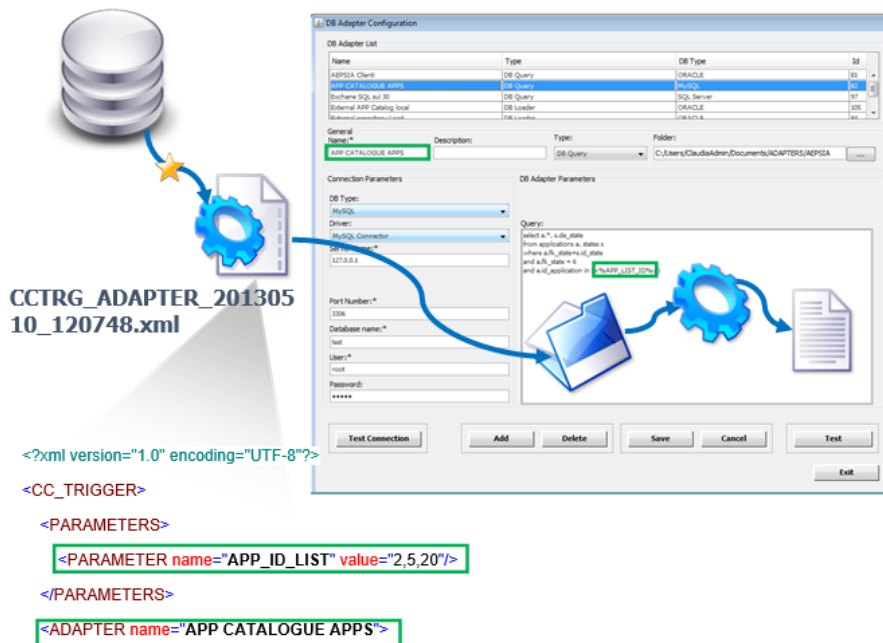 DB Adapter Configuration
DB Adapter List
Name Type DB Type Id
AEPSIA Clienti DB Query ORACLE 81
APP CATALOGUE APPS DB Query MySQL 82
Exchane SQL sul 30 DB Query SQL Server 97
External APP Catalog local DB Loader ORACLE 105
General
Name:* Description: Type: Folder:
APP CATALOGUE APPS DB Query C:/Users/ClaudiaAdmin/Documents/ADAPTERS/AEPSIA ...
Connection Parameters DB Adapter Parameters
DB Type:
MySQL
Driver:
MySQL Connector
127.0.0.1
Port Number:*
3306
Database name:*
test
User:*
root
Password:
*****
Query:
select a.*, s.de_state
from applications a, states s
where a.fk_state=s.id_state
and a.fk_state = 6
and a.id_application in (<%APP_LIST_ID%>)
Test Connection Add Delete Save Cancel Test
Exit
CCTRG_ADAPTER_201305
10_120748.xml
<?xml version="1.0" encoding="UTF-8"?>
<CC_TRIGGER>
<PARAMETERS>
<PARAMETER name="APP_ID_LIST" value="2,5,20"/>
</PARAMETERS>
<ADAPTER name="APP CATALOGUE APPS">